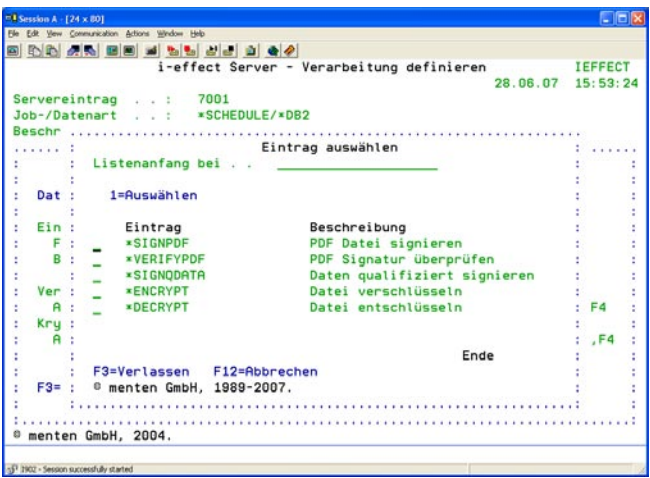 Session A - [24 x 80]
File Edit View Communication Actions Window Help
i-effect Server - Verarbeitung definieren IEFFECT
28.06.07 15:53:24
Servereintrag . . : 7001
Job-/Datenart . . : *SCHEDULE/*DB2
Beschr ...............................................................
...... : Eintrag auswählen : ......
: : Listenanfang bei . . : :
: : : :
: Dat : 1=Auswählen : :
: : : :
: Ein : Eintrag Beschreibung : :
: F : _ *SIGNPDF PDF Datei signieren : :
: B : _ *VERIFYPDF PDF Signatur überprüfen : :
: : _ *SIGNQDATA Daten qualifiziert signieren : :
: Ver : _ *ENCRYPT Datei verschlüsseln : :
: A : _ *DECRYPT Datei entschlüsseln : F4 :
: Kry : : :
: A : : ,F4 :
: : Ende : :
: : F3=Verlassen F12=Abbrechen : :
: F3= : © menten GmbH, 1989-2007. : :
: :...............................................................: :
:..............................................................................:
© menten GmbH, 2004.
I902 - Session successfully started